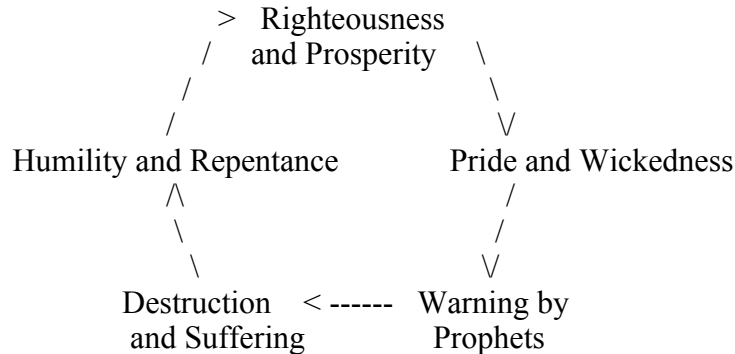 Righteousness
and Prosperity
Humility and Repentance
Pride and Wickedness
Destruction
and Suffering
Warning by
Prophets